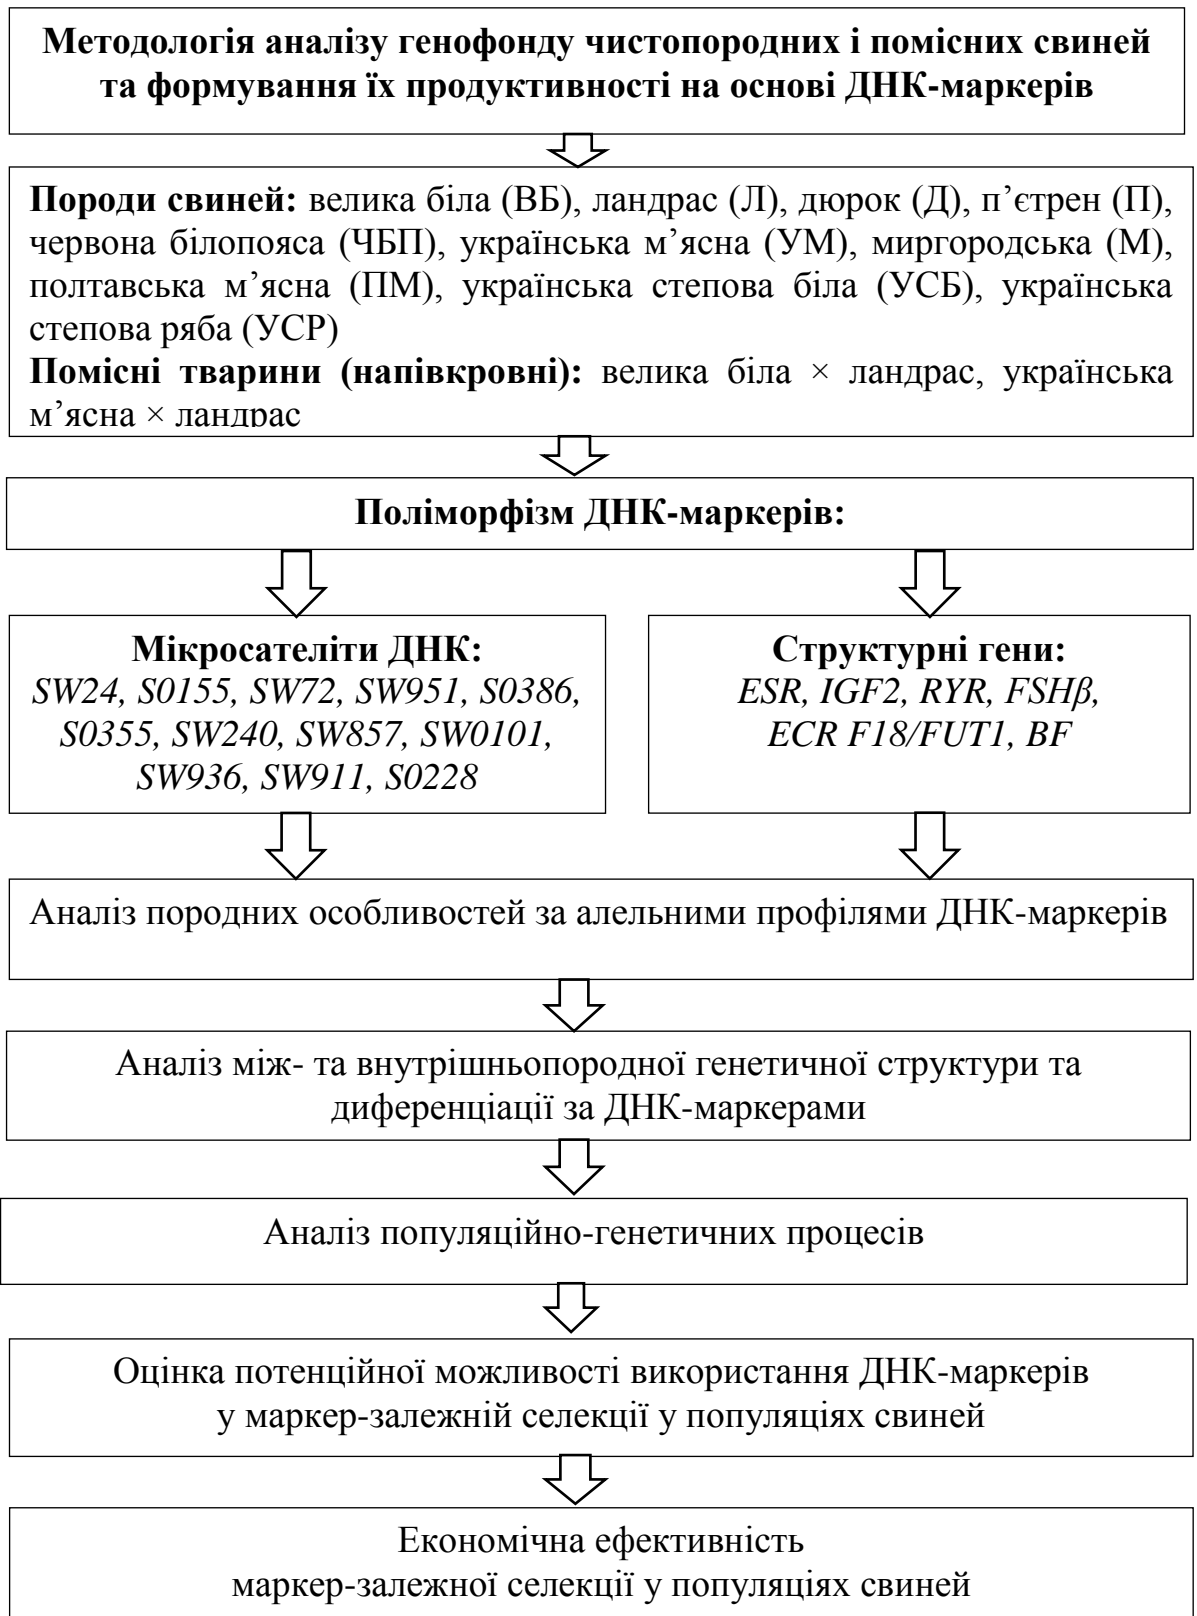 Методологія аналізу генофонду чистопородних і помісних свиней
та формування їх продуктивності на основі ДНК-маркерів
Породи свиней: велика біла (ВБ), ландрас (Л), дюрок (Д), п’єтрен (П),
червона білопояса (ЧБП), українська м’ясна (УМ), миргородська (М),
полтавська м’ясна (ПМ), українська степова біла (УСБ), українська
степова ряба (УСР)
Помісні тварини (напівкровні): велика біла × ландрас, українська
м’ясна × ландрас
Поліморфізм ДНК-маркерів:
Мікросателіти ДНК:
SW24, S0155, SW72, SW951, S0386,
S0355, SW240, SW857, SW0101,
SW936, SW911, S0228
Структурні гени:
ESR, IGF2, RYR, FSHβ,
ECR F18/FUT1, BF
Аналіз породних особливостей за алельними профілями ДНК-маркерів
Аналіз між- та внутрішньопородної генетичної структури та
диференціації за ДНК-маркерами
Аналіз популяційно-генетичних процесів
Оцінка потенційної можливості використання ДНК-маркерів
у маркер-залежній селекції у популяціях свиней
Економічна ефективність
маркер-залежної селекції у популяціях свиней